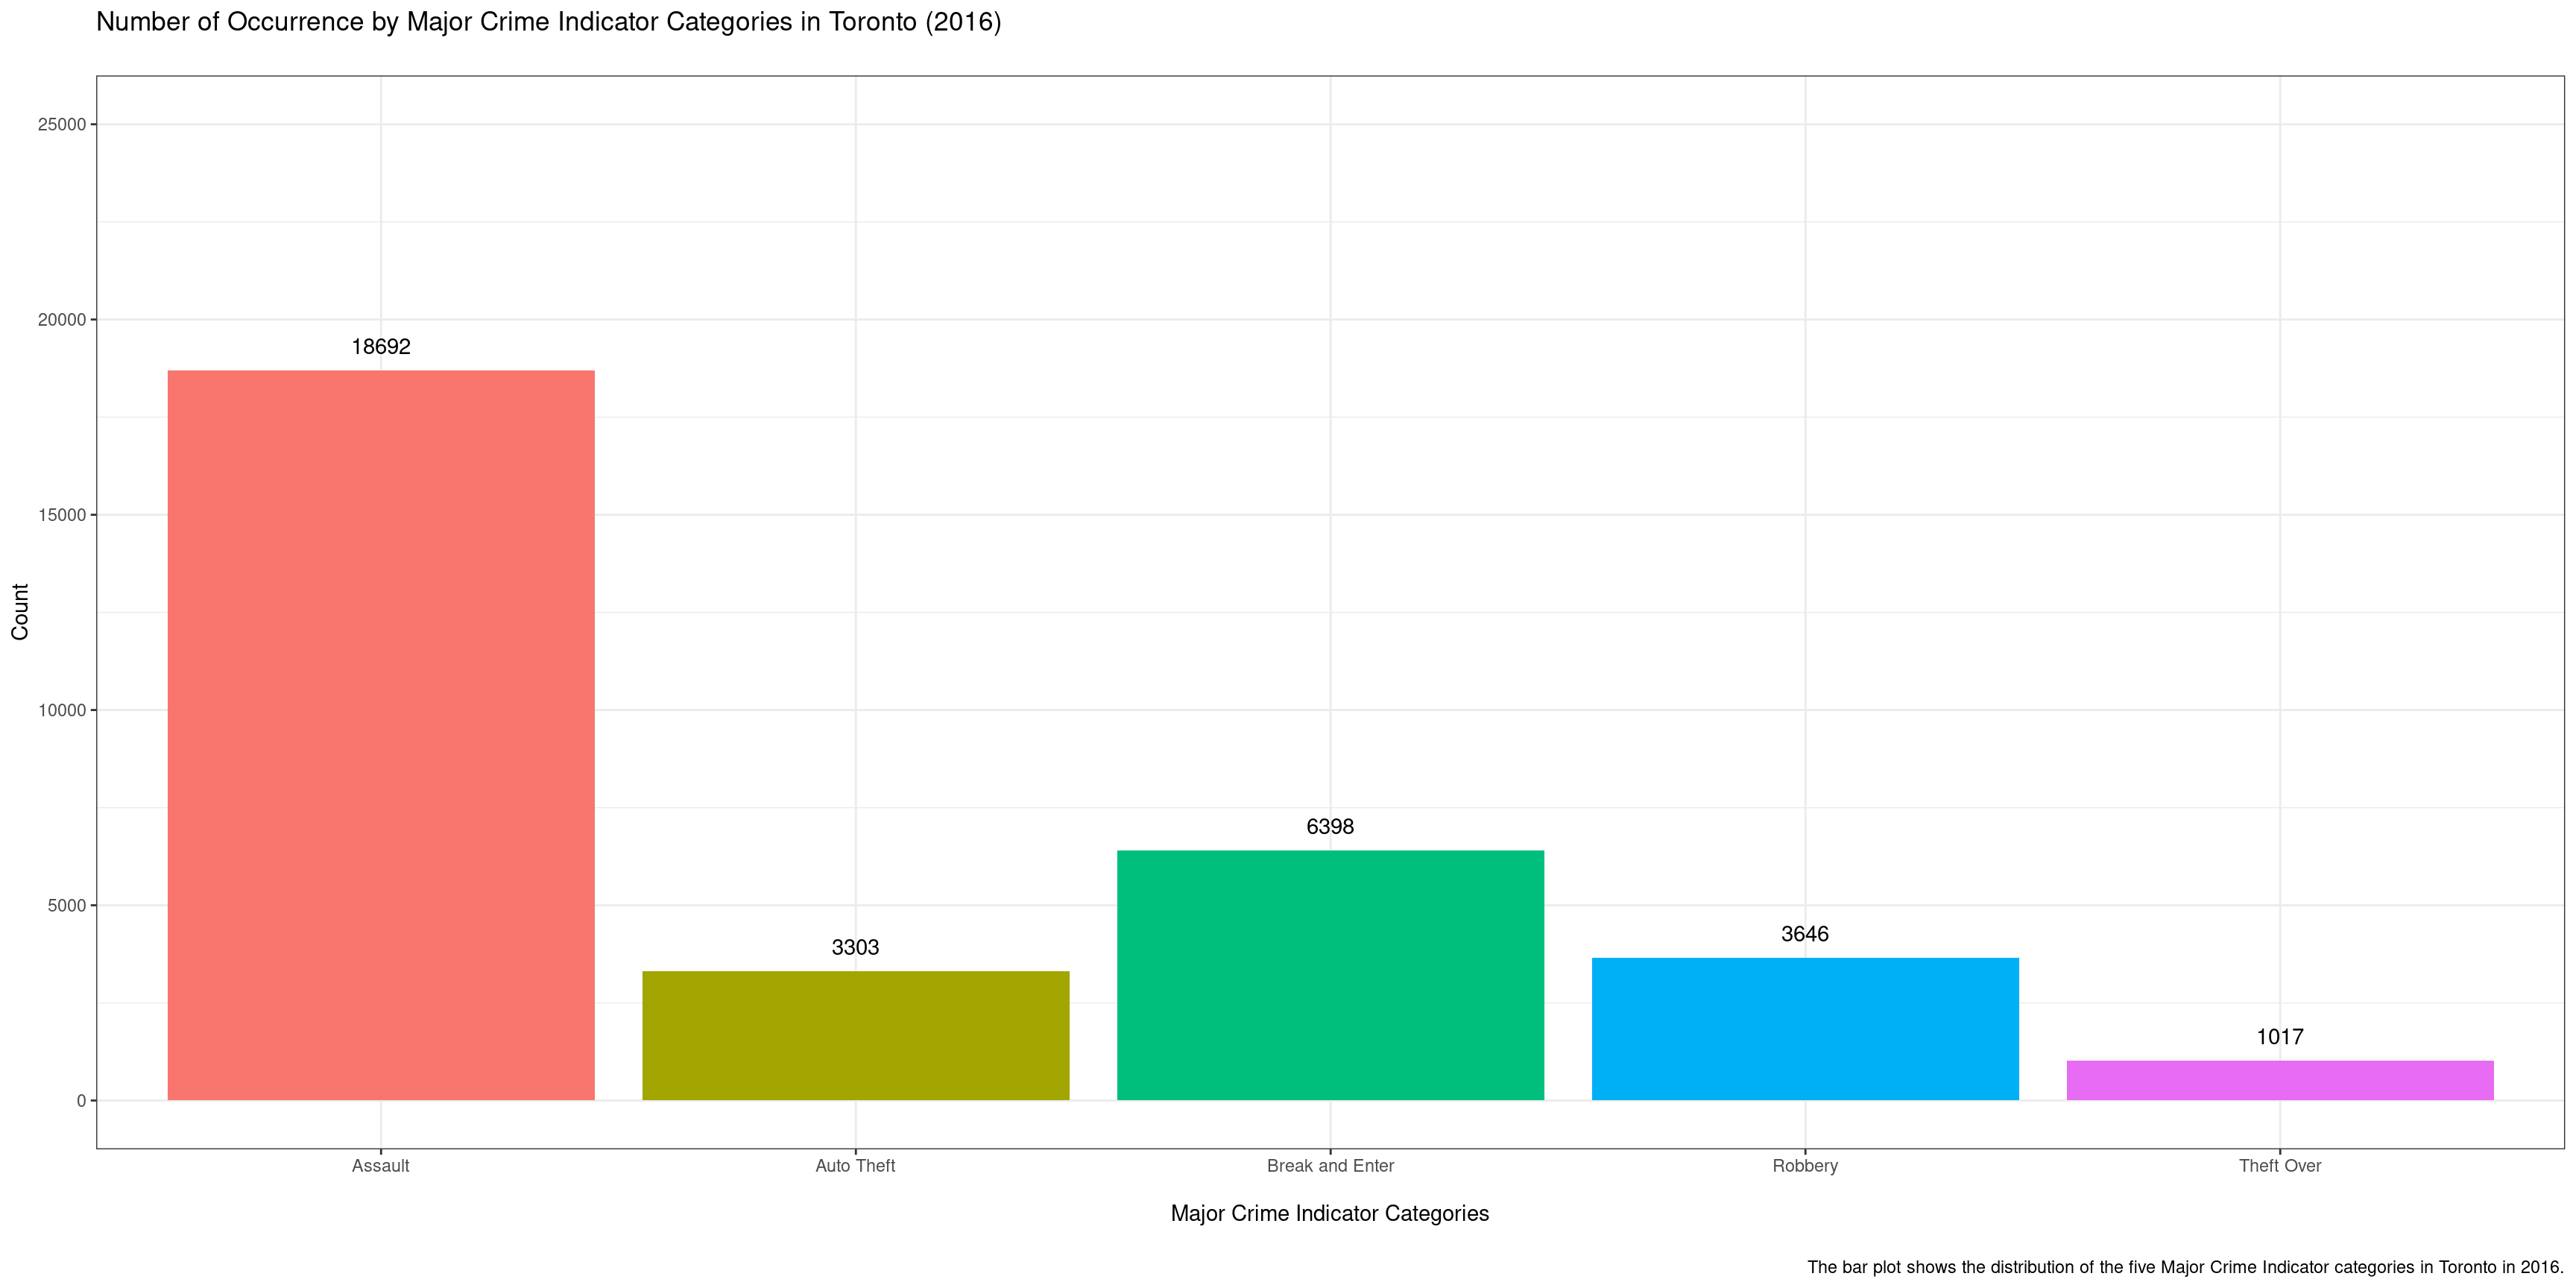 Number of Occurrence by Major Crime Indicator Categories in Toronto (2016)
25000
20000
15000
10000
5000
0
Count
18692
3303
6398
3646
1017
Assault
Auto Theft
Break and Enter
Robbery
Theft Over
Major Crime Indicator Categories
The bar plot shows the distribution of the five Major Crime Indicator categories in Toronto in 2016.